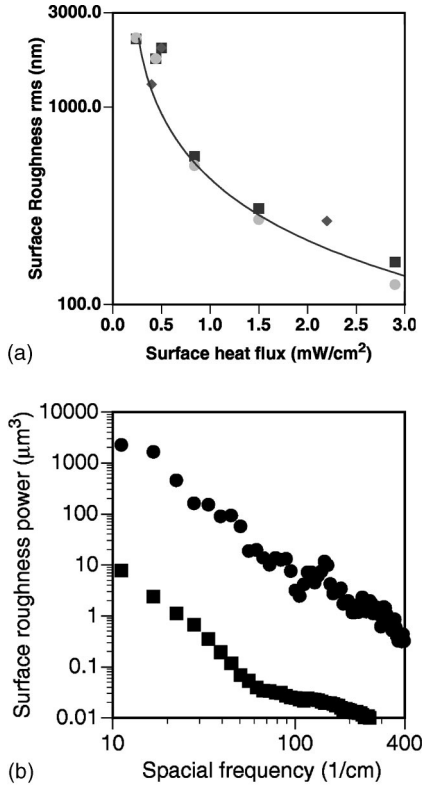 3000.0
1000.0
100.0
Surface Roughness rms (nm)
0.0 0.5 1.0 1.5 2.0 2.5 3.0
(a) Surface heat flux (mW/cm²)
10000
1000
100
10
1
0.1
0.01
Surface roughness power (μm³)
10 100 400
(b) Spacial frequency (1/cm)